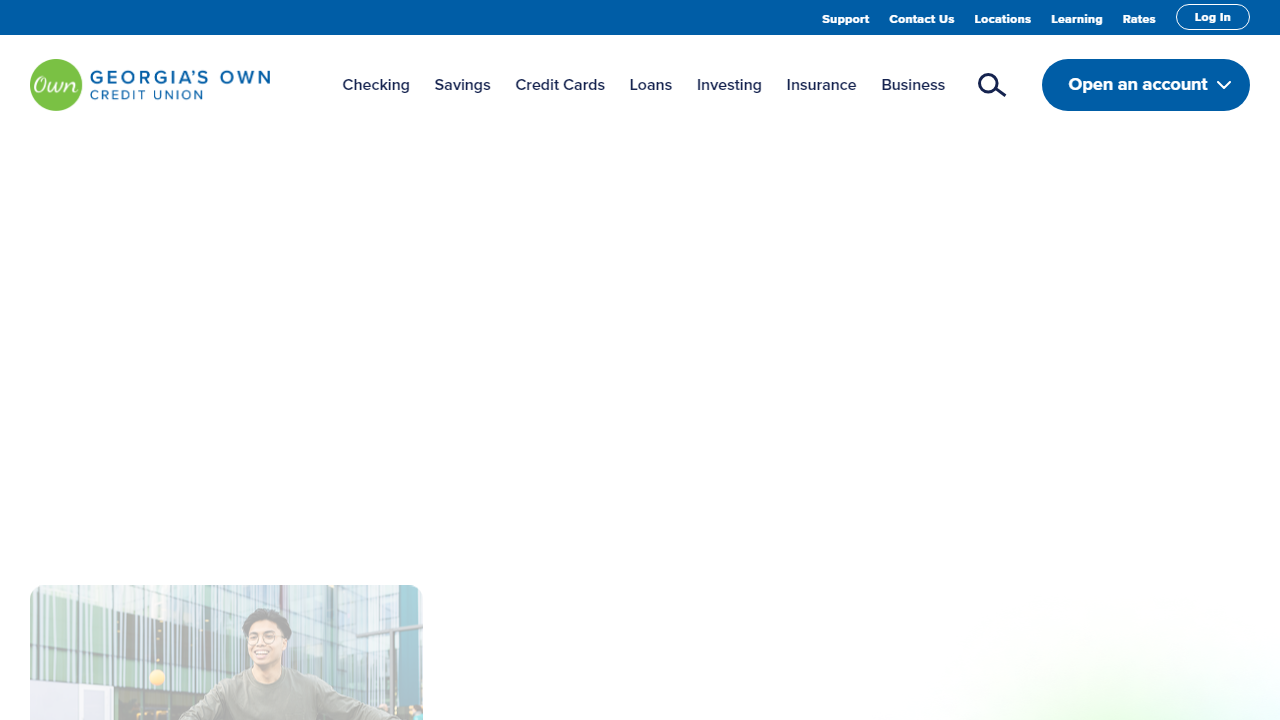 Support Contact Us Locations Learning Rates Log In
Own GEORGIA'S OWN
CREDIT UNION
Checking Savings Credit Cards Loans Investing Insurance Business Open an account